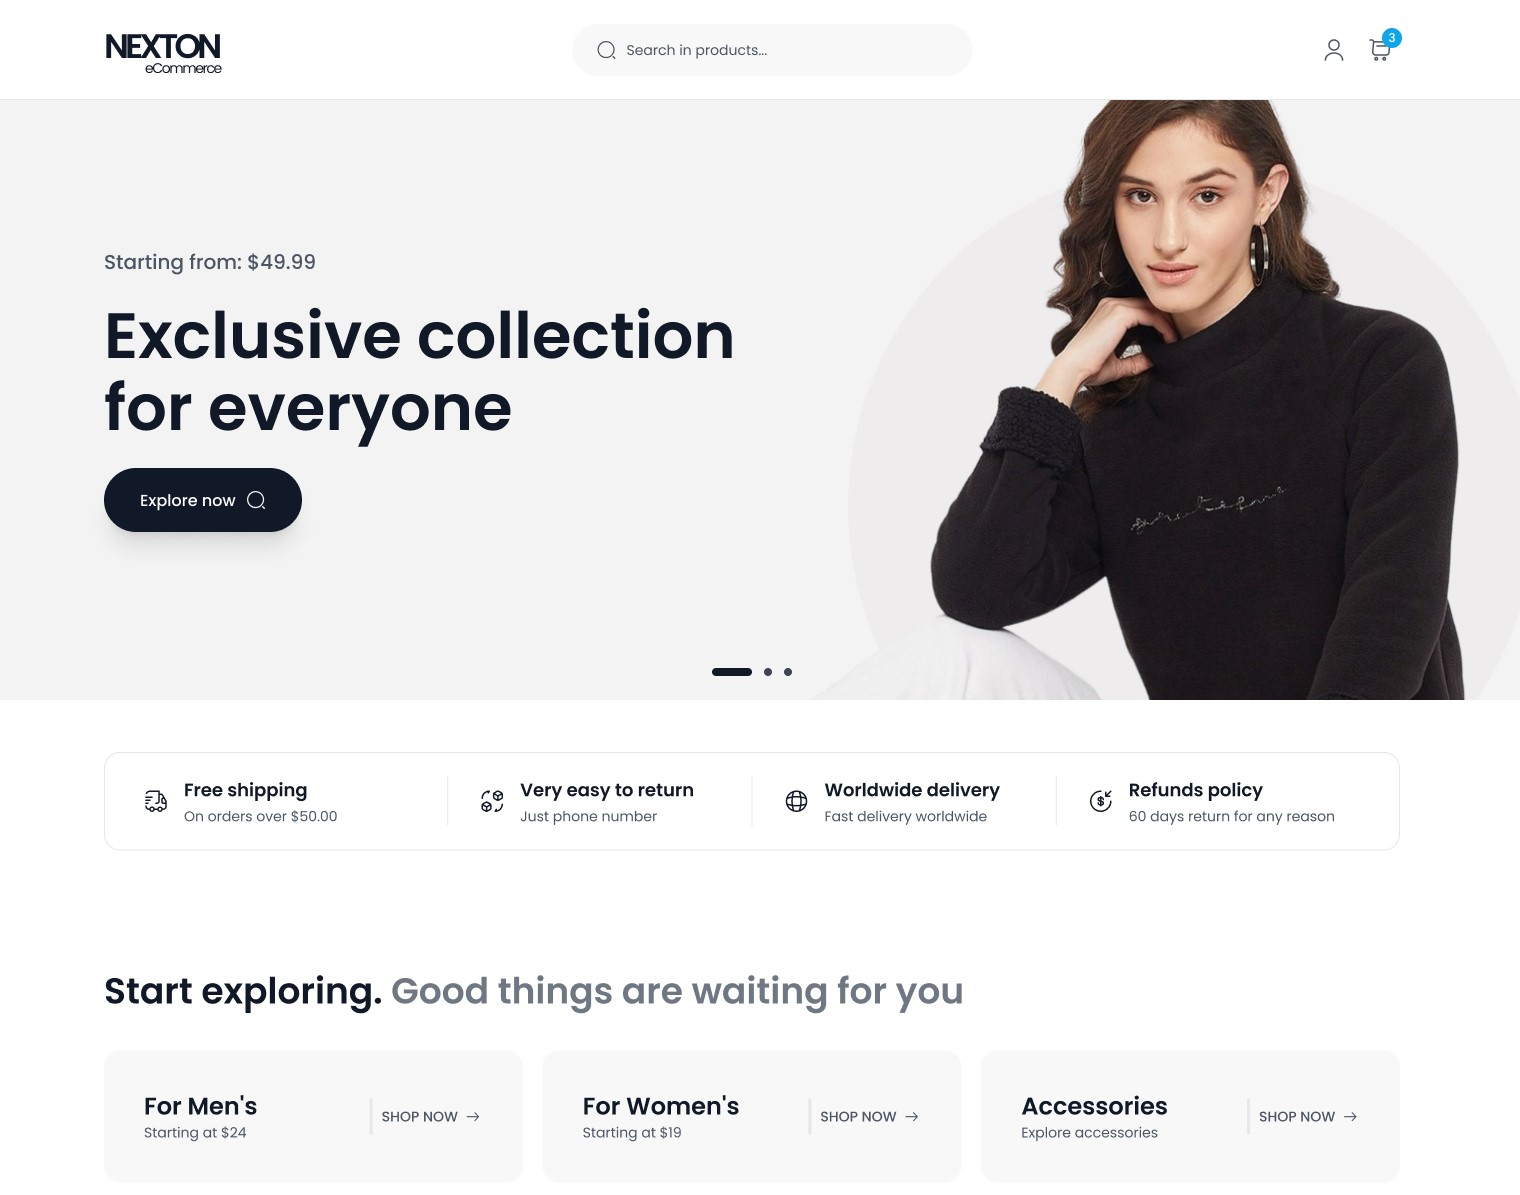 NEXTON
eCommerce
Search in products...
3
Starting from: $49.99
Exclusive collection
for everyone
Explore now
Free shipping
On orders over $50.00
Very easy to return
Just phone number
Worldwide delivery
Fast delivery worldwide
Refunds policy
60 days return for any reason
Start exploring. Good things are waiting for you
For Men's
Starting at $24
SHOP NOW
For Women's
Starting at $19
SHOP NOW
Accessories
Explore accessories
SHOP NOW